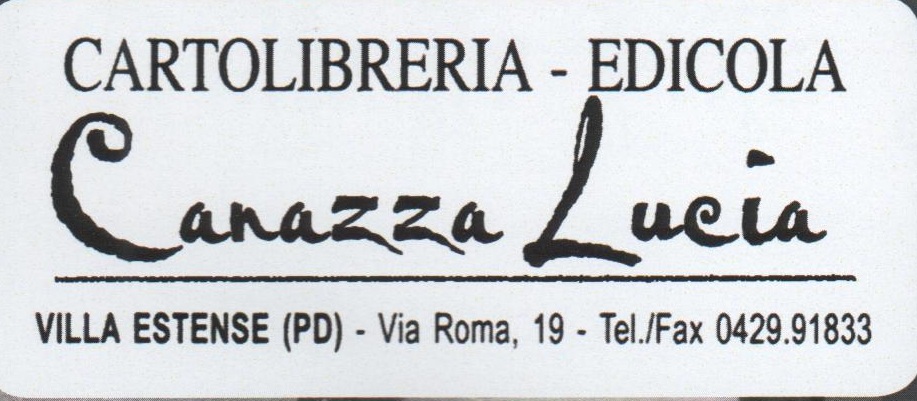 CARTOLIBRERIA - EDICOLA
Canazza Lucia
VILLA ESTENSE (PD) - Via Roma, 19 - Tel./Fax 0429.91833